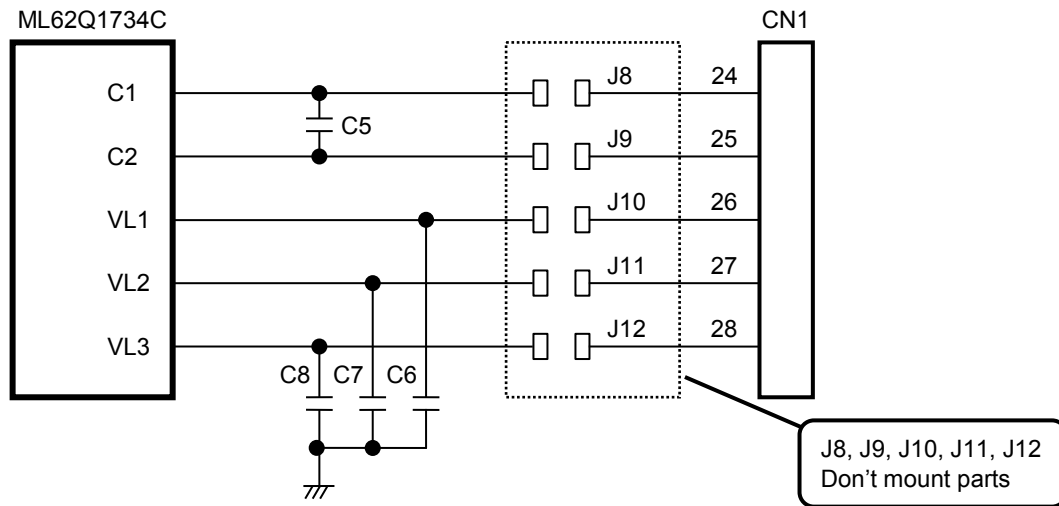 ML62Q1734C
CN1
C1
J8
24
C5
C2
J9
25
VL1
J10
26
VL2
J11
27
VL3
J12
28
C8
C7
C6
J8, J9, J10, J11, J12
Don’t mount parts